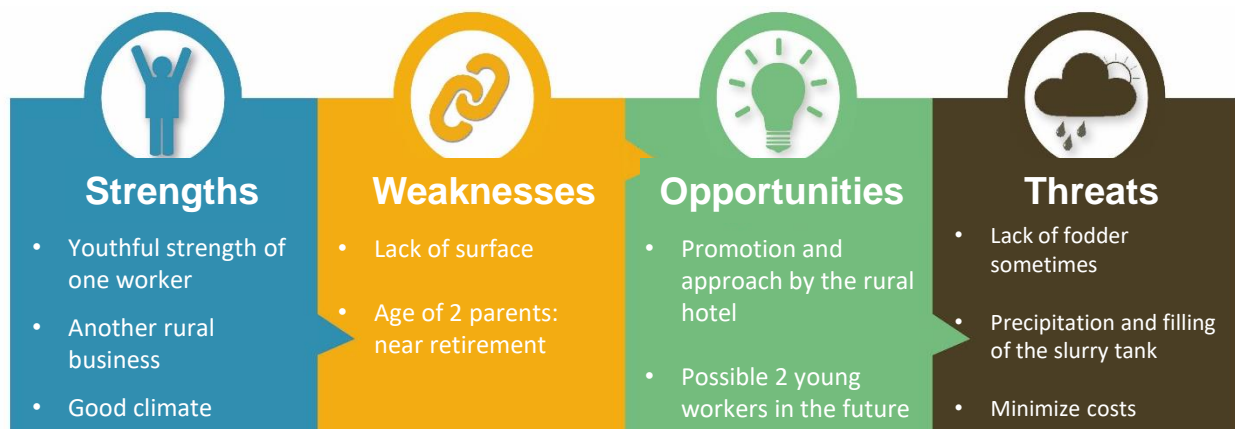 Strengths
• Youthful strength of
one worker
• Another rural
business
• Good climate
Weaknesses
• Lack of surface
• Age of 2 parents:
near retirement
Opportunities
• Promotion and
approach by the rural
hotel
• Possible 2 young
workers in the future
Threats
• Lack of fodder
sometimes
• Precipitation and filling
of the slurry tank
• Minimize costs